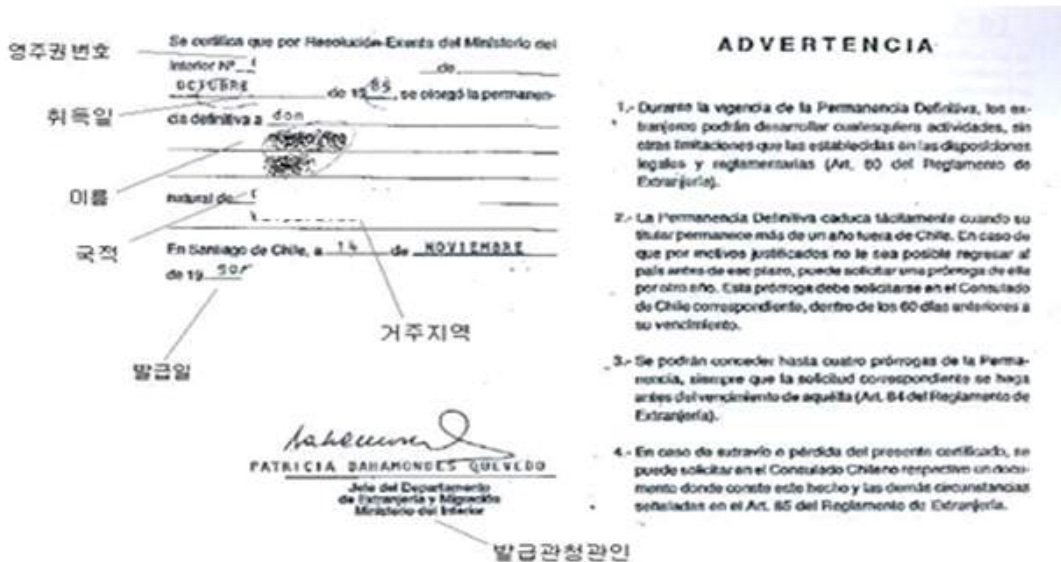 영주권 번호
취득일
미름
국적
발급일
Se certifica que por Resolución Exenta del Ministerio del
Interior Nº de
OCTUBRE de 1985, se otorgó la permanen-
cia definitiva a don
natural de
En Santiago de Chile, a 14 de NOVIEMBRE
de 19 90
거주지역
PATRICIA BAHAMONDES QUEVEDO
Jefe del Departamento
de Extranjería y Migración
Ministerio del Interior
발급관청관인
ADVERTENCIA
1.- Durante la vigencia de la Permanencia Definitiva, los ex-
tranjeros podrán desarrollar cualesquiera actividades, sin
otras limitaciones que las establecidas en las disposiciones
legales y reglamentarias (Art. 80 del Reglamento de
Extranjería).
2.- La Permanencia Definitiva caduca tácitamente cuando su
titular permanece más de un año fuera de Chile. En caso de
que por motivos justificados no le sea posible regresar al
país antes de ese plazo, puede solicitar una prórroga de ella
por otro año. Esta prórroga debe solicitarse en el Consulado
de Chile correspondiente, dentro de los 60 días anteriores a
su vencimiento.
3.- Se podrán conceder hasta cuatro prórrogas de la Perma-
nencia, siempre que la solicitud correspondiente se haga
antes del vencimiento de aquélla (Art. 84 del Reglamento de
Extranjería).
4.- En caso de extravío o pérdida del presente certificado, se
puede solicitar en el Consulado Chileno respectivo un docu-
mento donde conste este hecho y las demás circunstancias
señaladas en el Art. 85 del Reglamento de Extranjería.